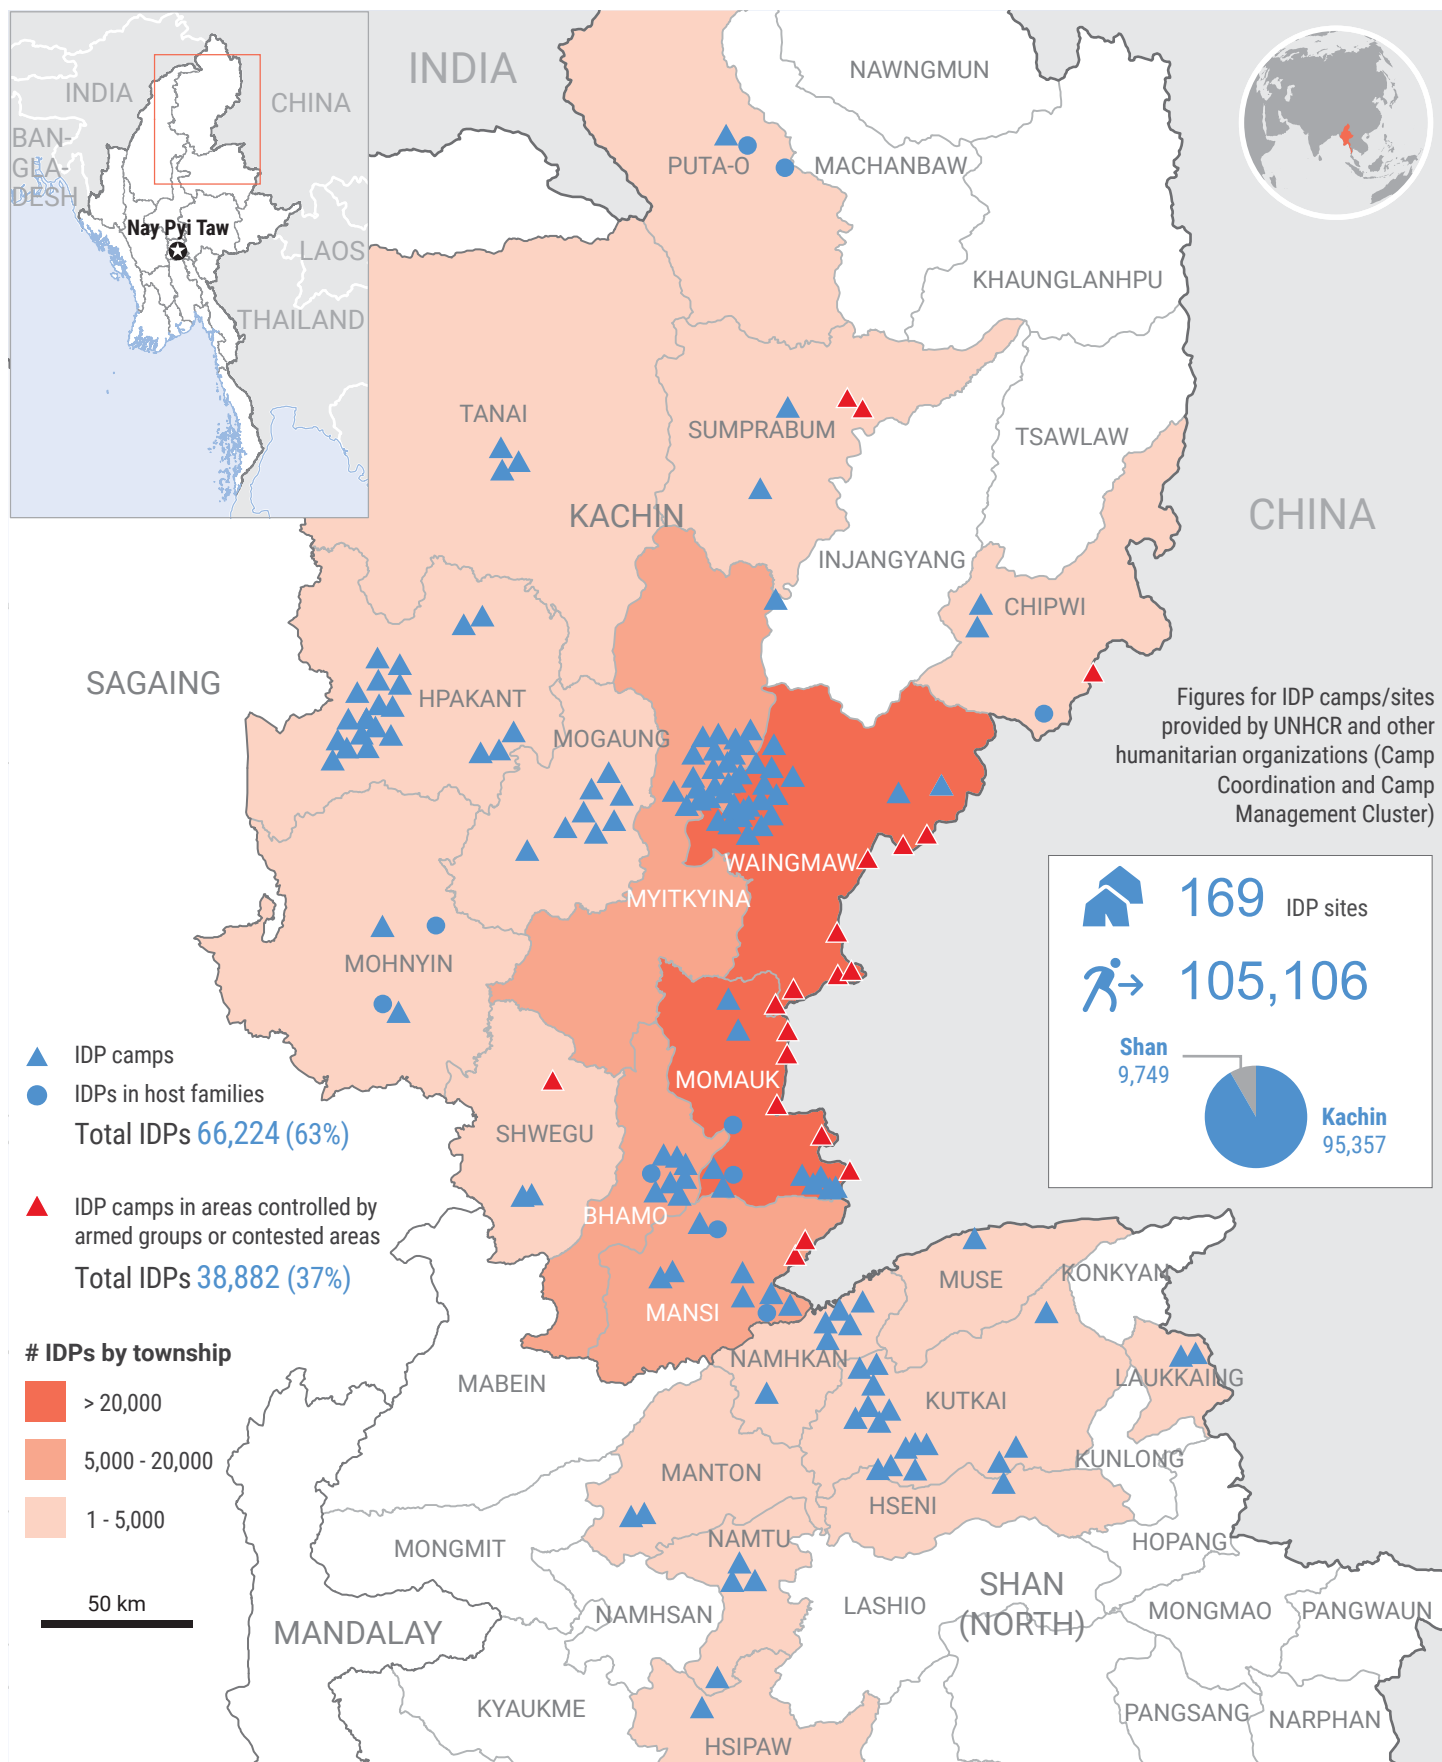 INDIA
CHINA
BAN-
GLA-
DESH
Nay Pyi Taw
LAOS
THAILAND
INDIA
NAWNGMUN
PUTA-O
MACHANBAW
KHAUNGLANHPU
TANAI
SUMPRABUM
TSAWLAW
KACHIN
CHINA
INJANGYANG
CHIPWI
SAGAING
HPAKANT
MOGAUNG
Figures for IDP camps/sites
provided by UNHCR and other
humanitarian organizations (Camp
Coordination and Camp
Management Cluster)
WAINGMAW
MYITKYINA
169 IDP sites
105,106
Shan
9,749
Kachin
95,357
MOHNYIN
IDP camps
IDPs in host families
Total IDPs 66,224 (63%)
IDP camps in areas controlled by
armed groups or contested areas
Total IDPs 38,882 (37%)
MOMAUK
SHWEGU
BHAMO
MANSI
MUSE
KONKYAN
NAMHKAN
LAUKKAING
KUTKAI
MABEIN
# IDPs by township
> 20,000
5,000 - 20,000
1 - 5,000
50 km
MANTON
KUNLONG
HSENI
NAMTU
HOPANG
MONGMIT
SHAN
(NORTH)
NAMHSAN
LASHIO
MONGMAO
PANGWAUN
MANDALAY
KYAUKME
PANGSANG
NARPHAN
HSIPAW